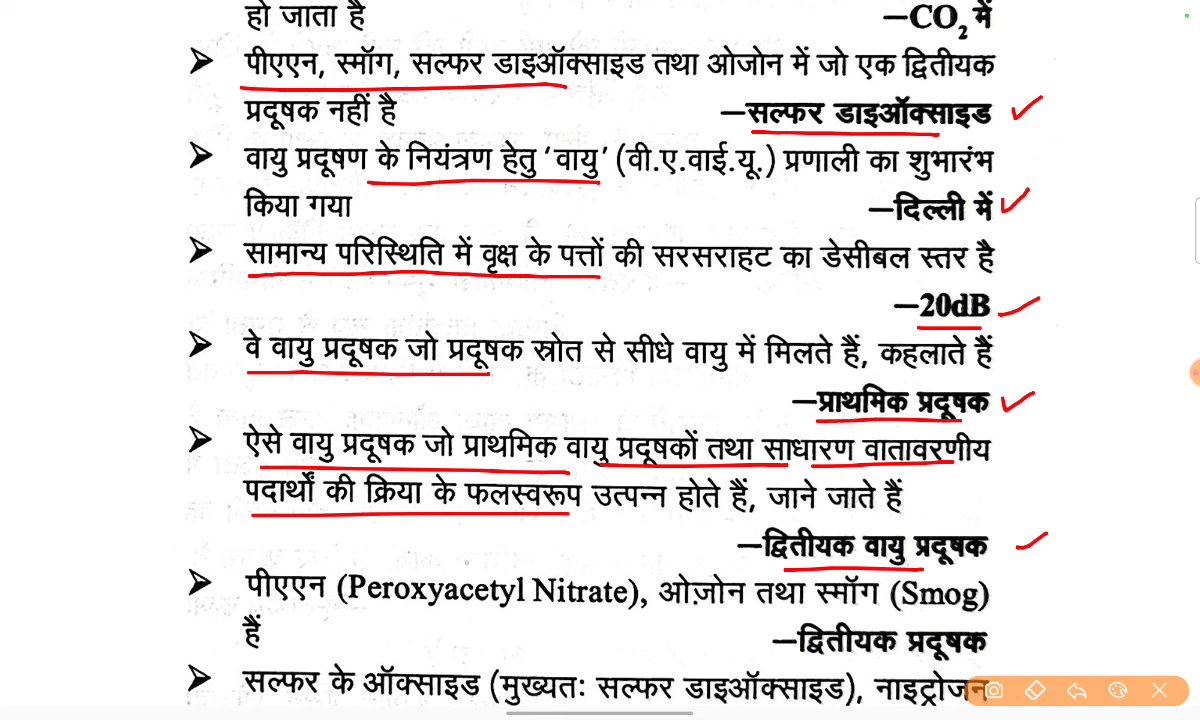 हो जाता है —CO₂ में
➢ पीएएन, स्मॉग, सल्फर डाइऑक्साइड तथा ओजोन में जो एक द्वितीयक
प्रदूषक नहीं है —सल्फर डाइऑक्साइड
➢ वायु प्रदूषण के नियंत्रण हेतु ‘वायु’ (वी.ए.वाई.यू.) प्रणाली का शुभारंभ
किया गया —दिल्ली में
➢ सामान्य परिस्थिति में वृक्ष के पत्तों की सरसराहट का डेसीबल स्तर है
—20dB
➢ वे वायु प्रदूषक जो प्रदूषक स्रोत से सीधे वायु में मिलते हैं, कहलाते हैं
—प्राथमिक प्रदूषक
➢ ऐसे वायु प्रदूषक जो प्राथमिक वायु प्रदूषकों तथा साधारण वातावरणीय
पदार्थों की क्रिया के फलस्वरूप उत्पन्न होते हैं, जाने जाते हैं
—द्वितीयक वायु प्रदूषक
➢ पीएएन (Peroxyacetyl Nitrate), ओज़ोन तथा स्मॉग (Smog)
हैं —द्वितीयक प्रदूषक
➢ सल्फर के ऑक्साइड (मुख्यतः सल्फर डाइऑक्साइड), नाइट्रोजन